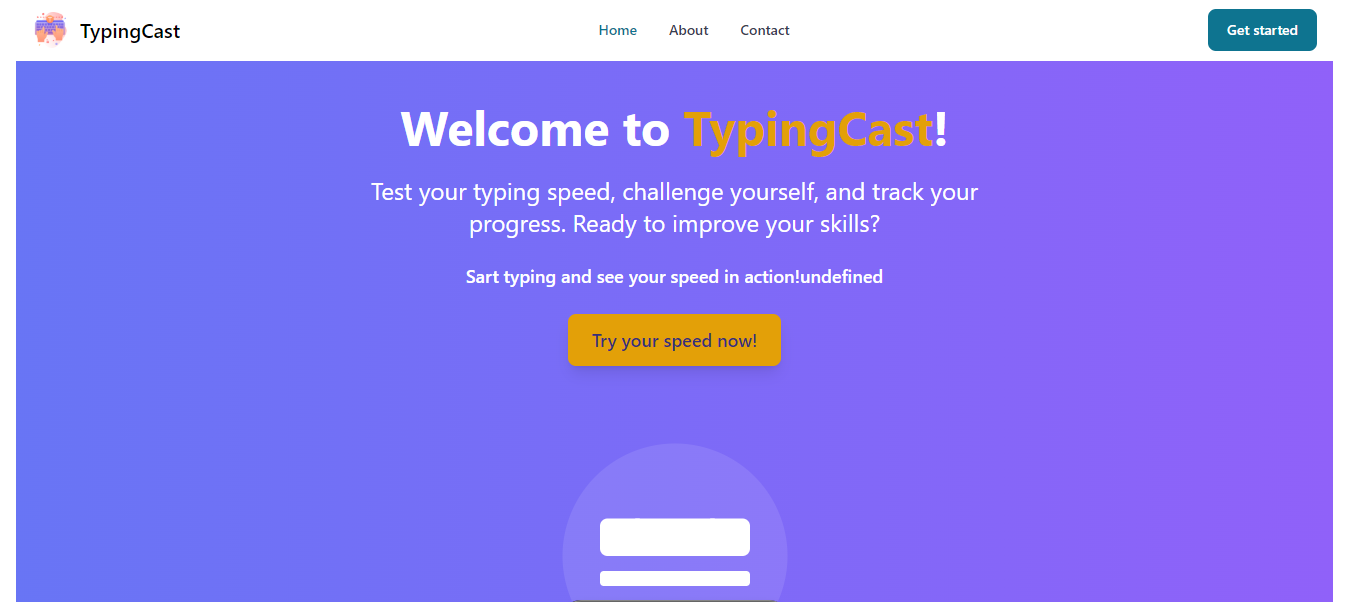 TypingCast
Home
About
Contact
Get started
Welcome to TypingCast!
Test your typing speed, challenge yourself, and track your
progress. Ready to improve your skills?
Sart typing and see your speed in action!undefined
Try your speed now!